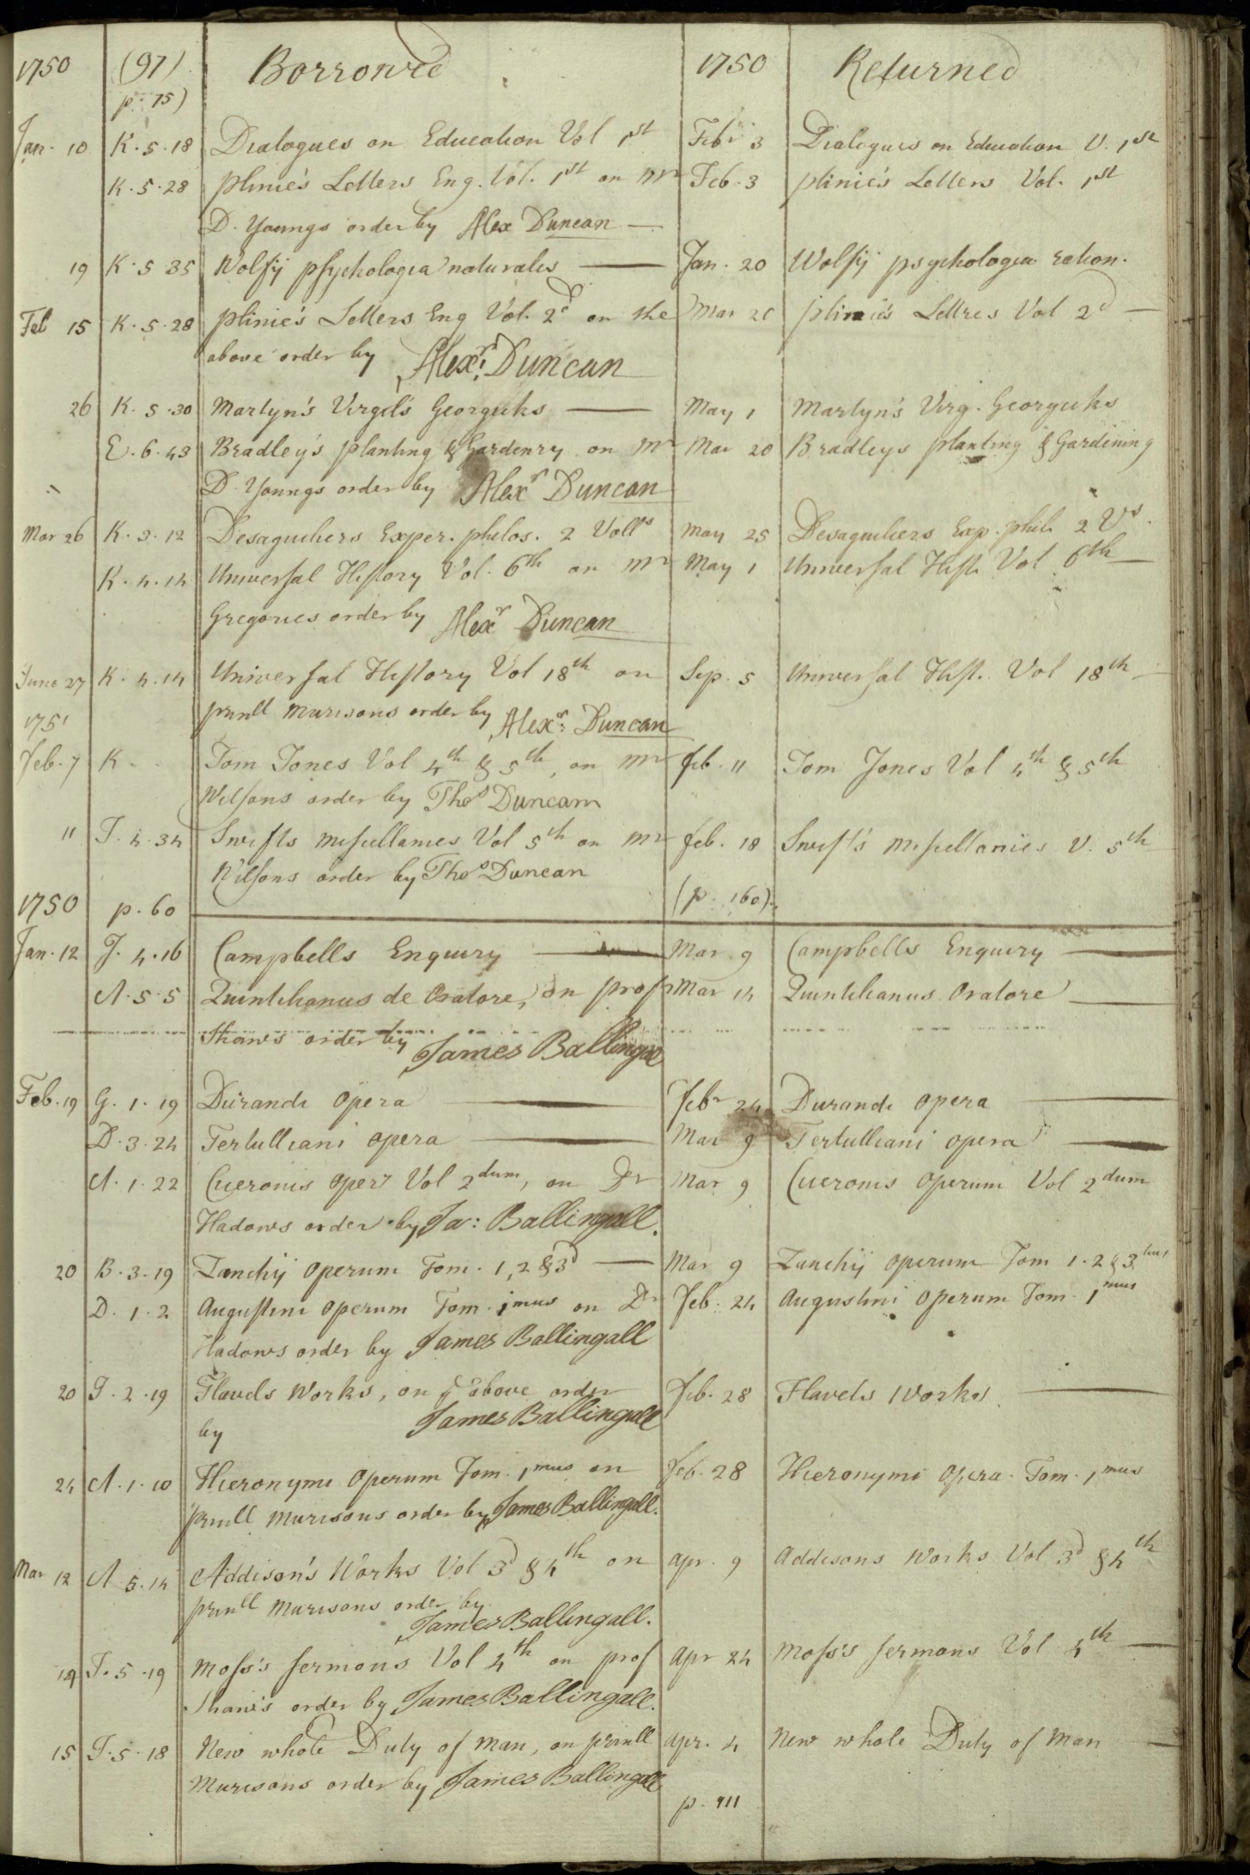 1750 (97) Borrowed 1750 Returned
p. 75)
Jan. 10 K. 5. 18 Dialogues on Education Vol 1st Febr 3 Dialogues on Education V. 1st
K. 5. 28 plinie's Letters Eng. Vol. 1st on Mr Feb. 3 plinie's Letters Vol. 1st
D. Youngs order by Alex Duncan —
19 K. 5 35 Wolfij psychologia naturales — Jan. 20 Wolfij psychologia ration.
Feb 15 K. 5. 28 plinie's Letters Eng Vol. 2d on the Mar 20 plinie's Lettres Vol 2d —
above order by Alexr. Duncan
26 K. 5. 30 Martyn's Virgil's Georgicks — May 1 Martyn's Virg. Georgicks
E. 6. 43 Bradley's planting & Gardenry on Mr Mar 20 Bradleys planting & Gardining
D. Youngs order by Alexr Duncan
Mar 26 K. 3. 12 Desaguliers Exper. philos. 2 Volls May 25 Desaguliers Exp. phil. 2 Vs.
K. 4. 14 Universal History Vol. 6th on Mr May 1 Universal Hist. Vol 6th —
Gregories order by Alexr Duncan
June 27 K. 4. 14 Universal History Vol 18th on Sep. 5 Universal Hist. Vol 18th —
prinll Murisons order by Alexr: Duncan
1751
Feb. 7 K - - Tom Jones Vol 4th & 5th, on Mr Feb. 11 Tom Jones Vol 4th & 5th
Wilsons order by Thos Duncam
11 T. 4. 34 Swifts miscellanies Vol 5th on Mr Feb. 18 Swift's miscellanies V. 5th
Wilsons order by Thos Duncan
1750 p. 60 (p. 160).
Jan. 12 J. 4. 16 Campbells Enquiry — Mar. 9 Campbells Enquiry —
A. 5. 5 Quintilianus de Oratore, on prof Mar 14 Quintilianus Oratore —
Shaws order by James Ballingall
Feb. 19 G. 1. 19 Durandi Opera — Febr 24 Durandi opera —
D. 3. 24 Tertulliani opera — Mar 9 Tertulliani opera —
A. 1. 22 Ciceronis oper Vol 2dum, on Dr Mar 9 Ciceronis operum Vol 2dum
Hadows order by Ja: Ballingall.
20 B. 3. 19 Zanchij operum Tom. 1, 2 & 3d — Mar 9 Zanchij operum Tom 1. 2 & 3
D. 1. 2 Augustini operum Tom. 1mus on Dr Feb. 24 Augustini operum Tom. 1mus
Hadows order by James Ballingall
20 J. 2. 19 Flavels Works, on ye above order Feb. 28 Flavels Works —
by James Ballingall
24 A. 1. 10 Hieronymi Operum Tom. 1mus on Feb. 28 Hieronymi opera. Tom. 1mus
prinll Murisons order by James Ballingall.
Mar 12 A 5. 14 Addison's Works Vol 3d & 4th on Apr. 9 Addisons Works Vol 3d & 4th
prinll Murisons order by
James Ballingall.
14 T. 5. 19 Moss's sermons Vol 4th on prof Apr 24 Moss's sermons Vol 4th —
Shaw's order by James Ballingall.
15 T. 5. 18 New whole Duty of Man, on prinll Apr. 4 New whole Duty of Man —
Murisons order by James Ballingall
p. 111